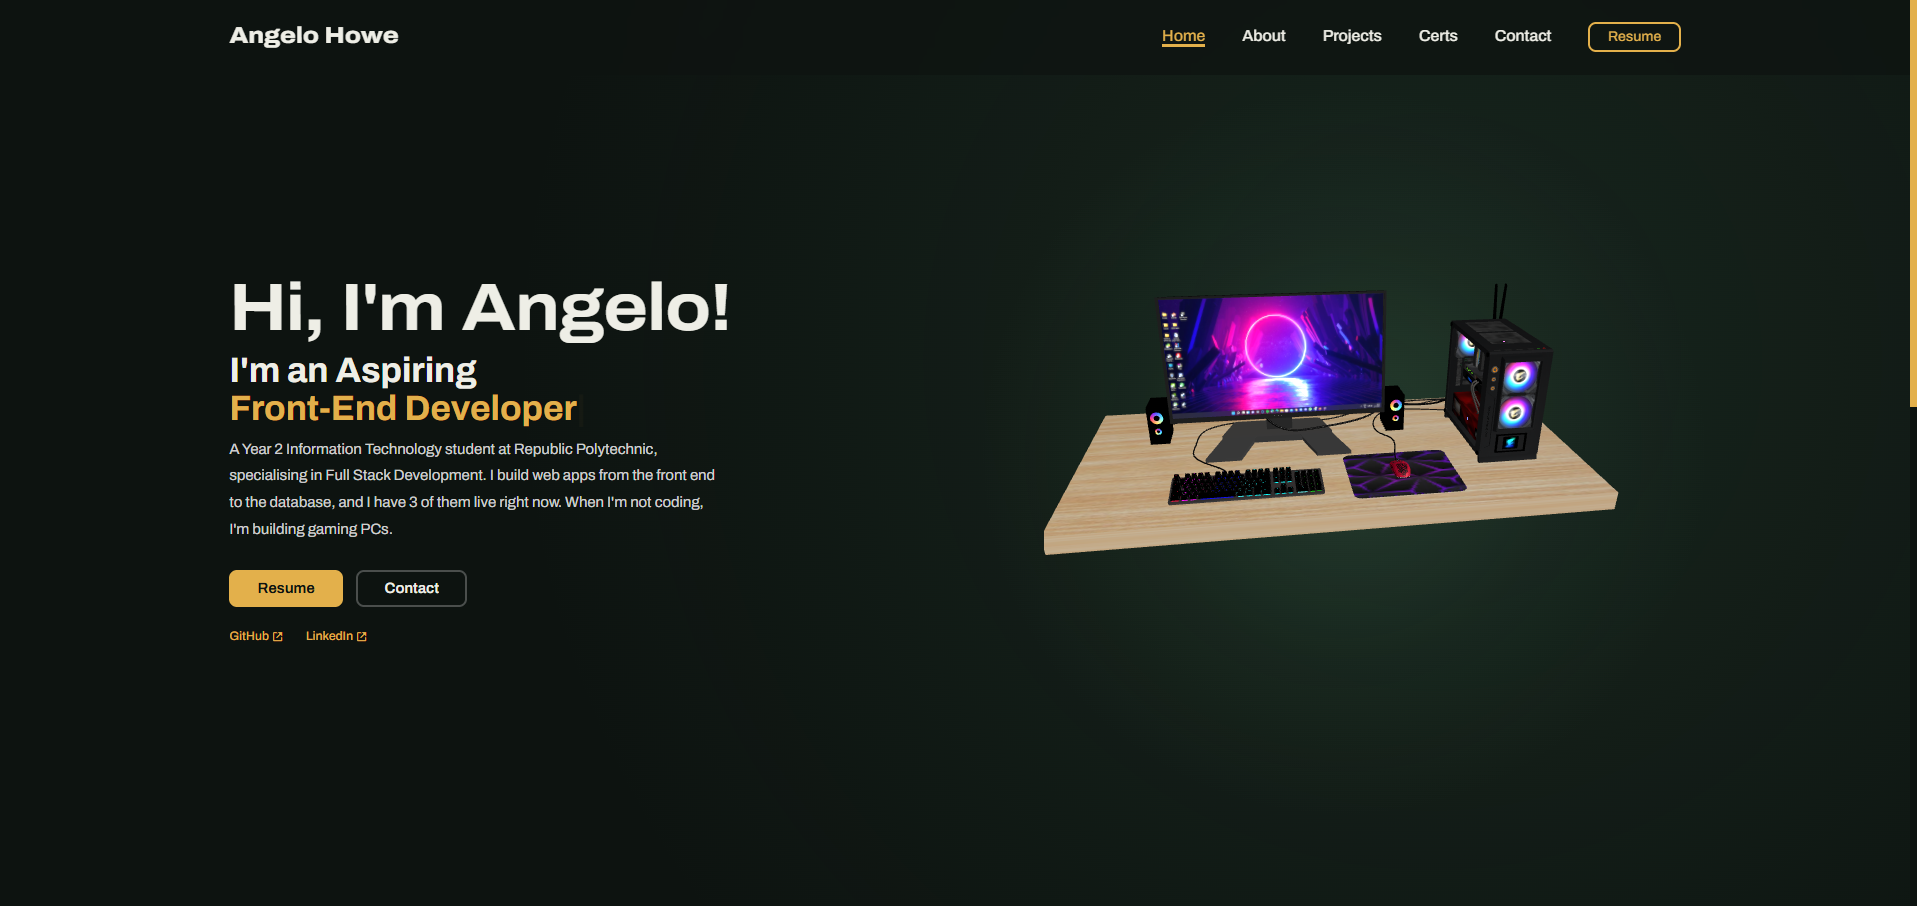 Angelo Howe
Home About Projects Certs Contact Resume
Hi, I'm Angelo!
I'm an Aspiring
Front-End Developer
A Year 2 Information Technology student at Republic Polytechnic,
specialising in Full Stack Development. I build web apps from the front end
to the database, and I have 3 of them live right now. When I'm not coding,
I'm building gaming PCs.
Resume Contact
GitHub LinkedIn